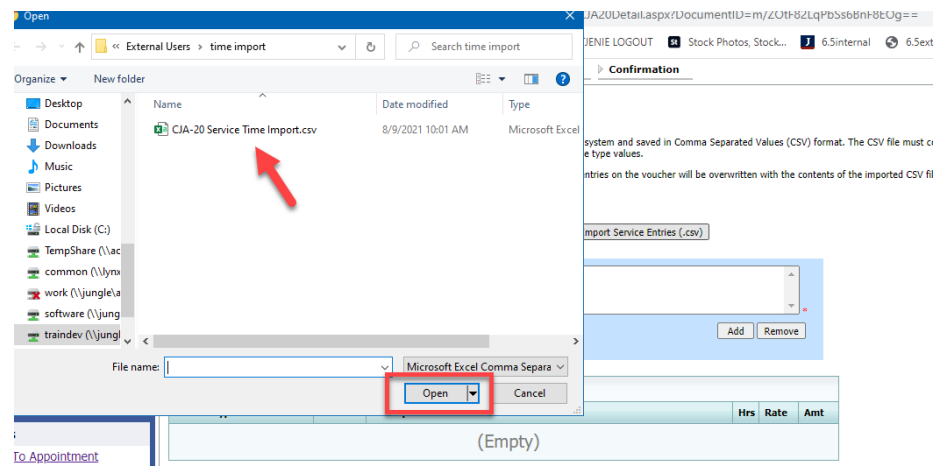 Open
JA20Detail.aspx?DocumentID=m/ZOtF82LqPbSs6BnF8EOg==
External Users > time import
Search time import
JENIE LOGOUT
Stock Photos, Stock...
6.5internal
6.5ext
Organize
New folder
Confirmation
Desktop
Documents
Downloads
Music
Pictures
Videos
Local Disk (C:)
TempShare (\\ac
common (\\lynx
work (\\jungle\a
software (\\jung
traindev (\\jungl
Name
Date modified
Type
CJA-20 Service Time Import.csv
8/9/2021 10:01 AM
Microsoft Excel
system and saved in Comma Separated Values (CSV) format. The CSV file must c
e type values.
entries on the voucher will be overwritten with the contents of the imported CSV fil
mport Service Entries (.csv)
*
Add
Remove
File name:
Microsoft Excel Comma Separa
Open
Cancel
Hrs
Rate
Amt
(Empty)
To Appointment